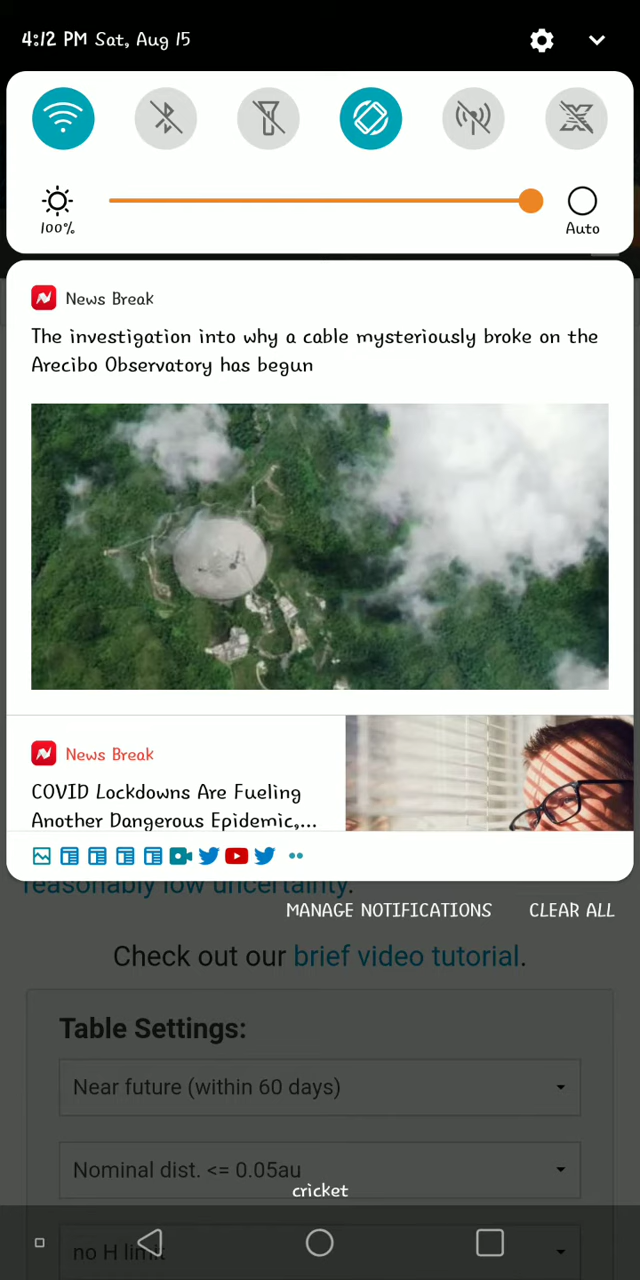 4:12 PM Sat, Aug 15
100%
Auto
News Break
The investigation into why a cable mysteriously broke on the
Arecibo Observatory has begun
News Break
COVID Lockdowns Are Fueling
Another Dangerous Epidemic,...
reasonably low uncertainty.
MANAGE NOTIFICATIONS
CLEAR ALL
Check out our brief video tutorial.
Table Settings:
Near future (within 60 days)
Nominal dist. <= 0.05au
cricket
no H limit